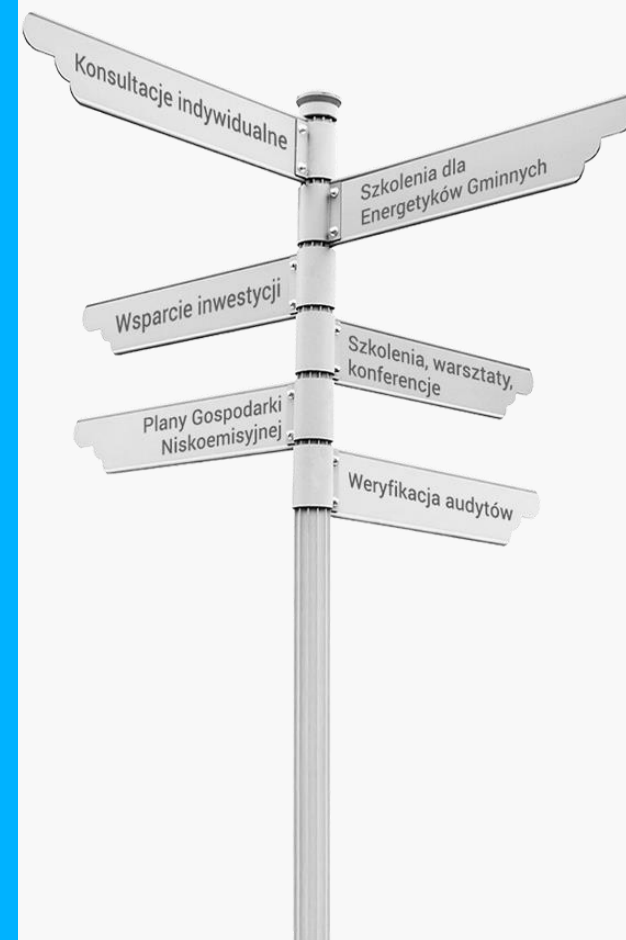 Konsultacje indywidualne
Szkolenia dla
Energetyków Gminnych
Wsparcie inwestycji
Szkolenia, warsztaty,
konferencje
Plany Gospodarki
Niskoemisyjnej
Weryfikacja audytów